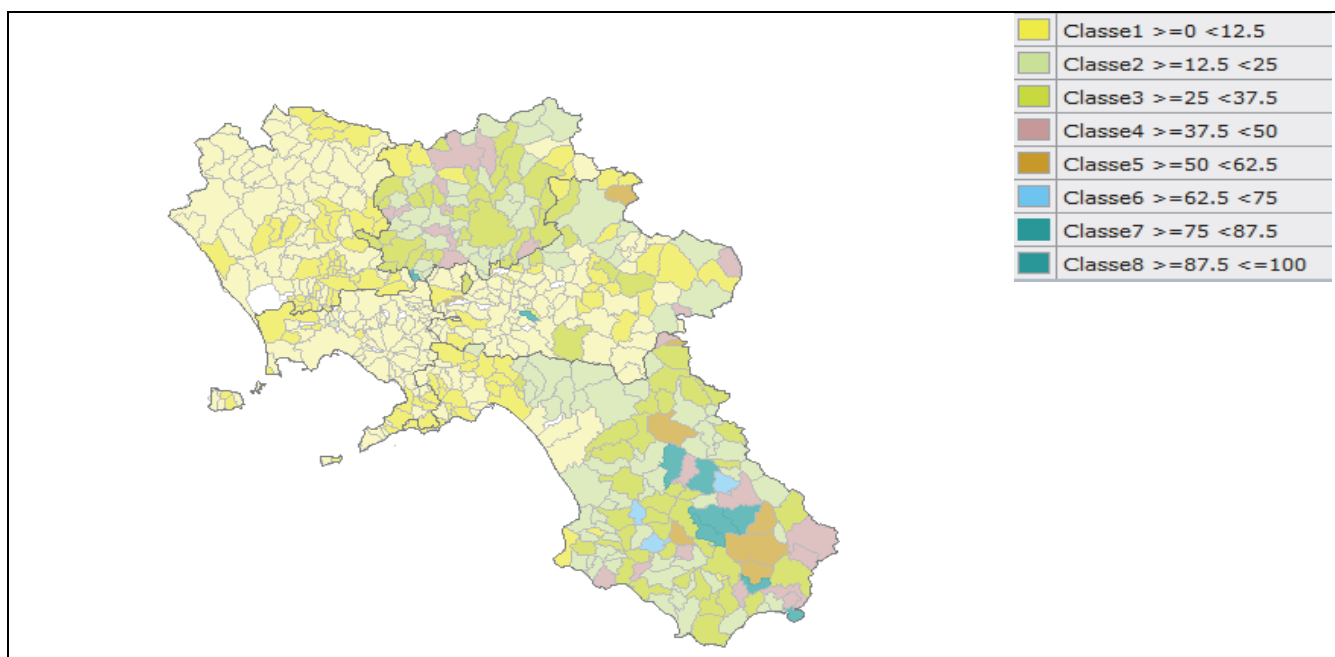 Classe1 >=0 <12.5
Classe2 >=12.5 <25
Classe3 >=25 <37.5
Classe4 >=37.5 <50
Classe5 >=50 <62.5
Classe6 >=62.5 <75
Classe7 >=75 <87.5
Classe8 >=87.5 <=100